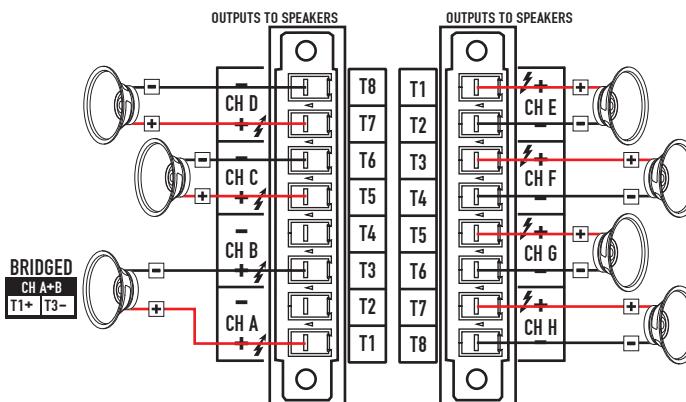 OUTPUTS TO SPEAKERS
OUTPUTS TO SPEAKERS
- CH D +
T8
T7
- CH C +
T6
T5
- CH B +
T4
T3
- CH A +
T2
T1
BRIDGED
CH A+B
T1+ T3-
T1
T2
+ CH E -
T3
T4
+ CH F -
T5
T6
+ CH G -
T7
T8
+ CH H -